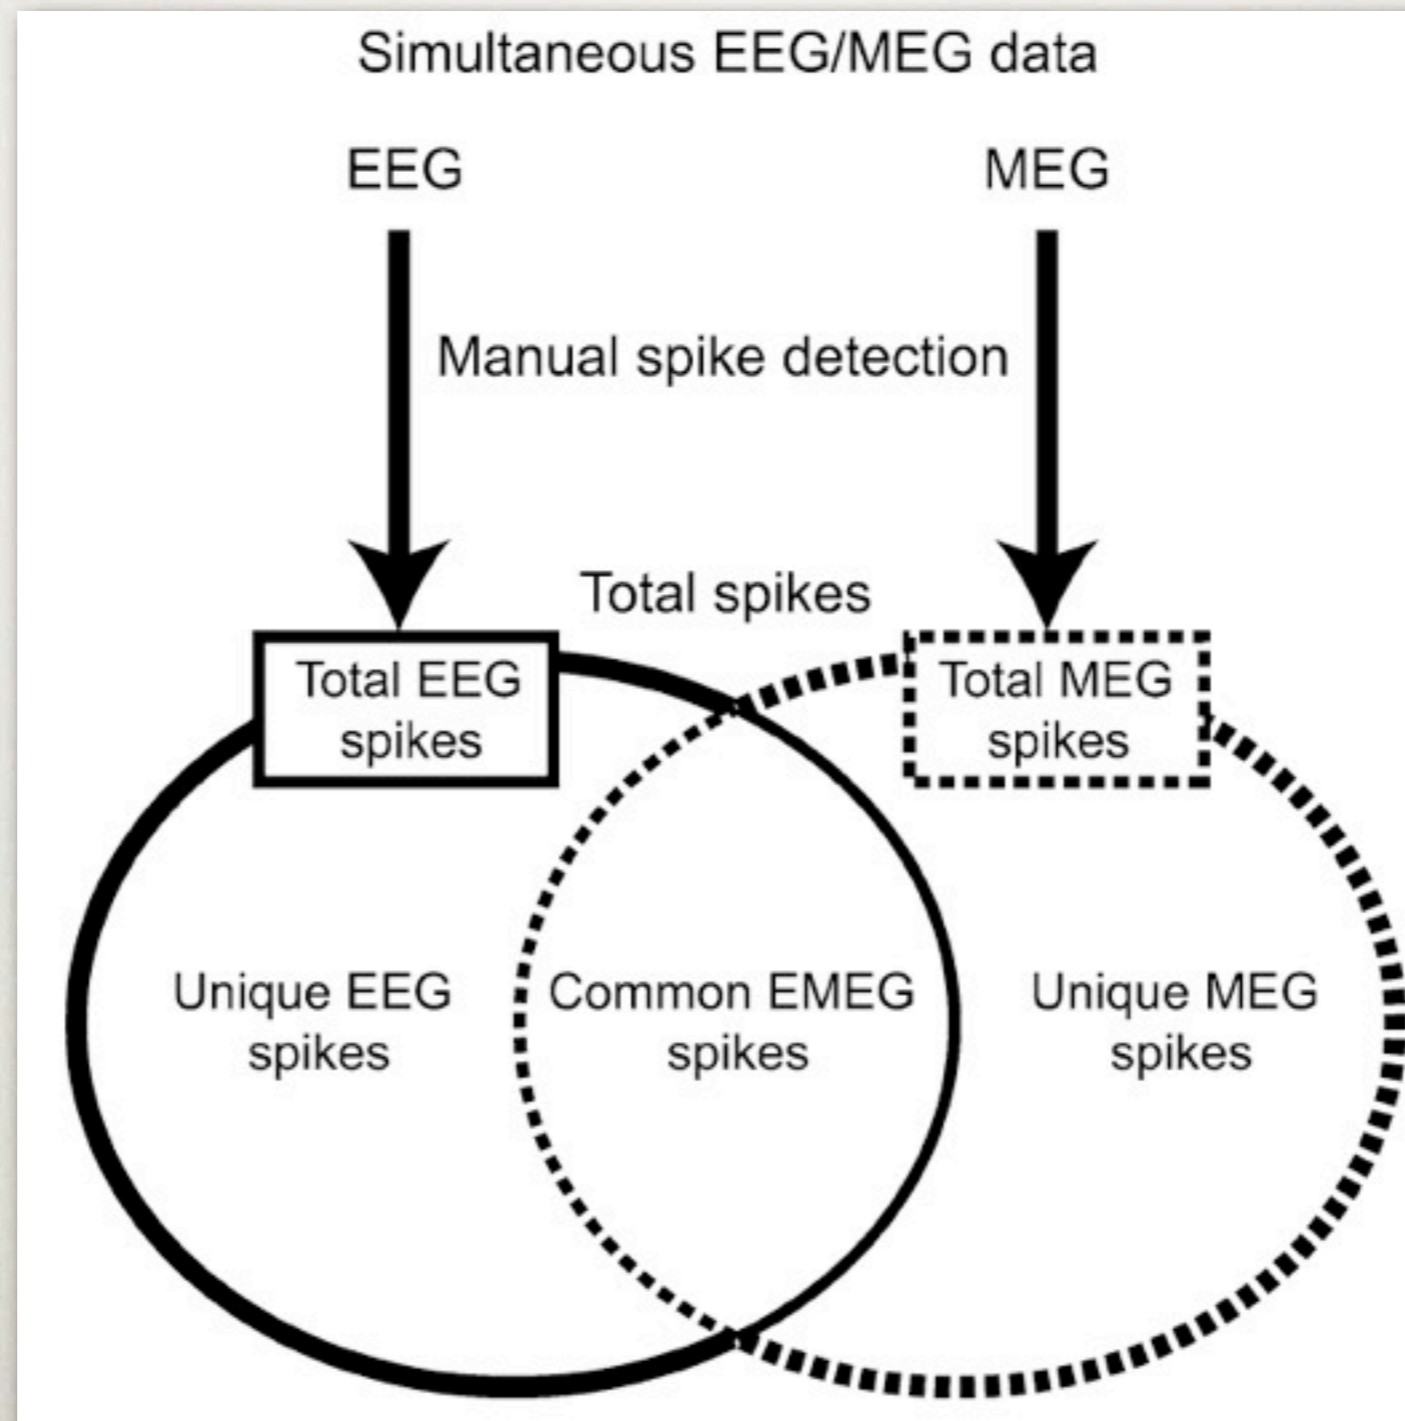 Simultaneous EEG/MEG data
EEG
MEG
Manual spike detection
Total spikes
Total EEG
spikes
Total MEG
spikes
Unique EEG
spikes
Common EMEG
spikes
Unique MEG
spikes